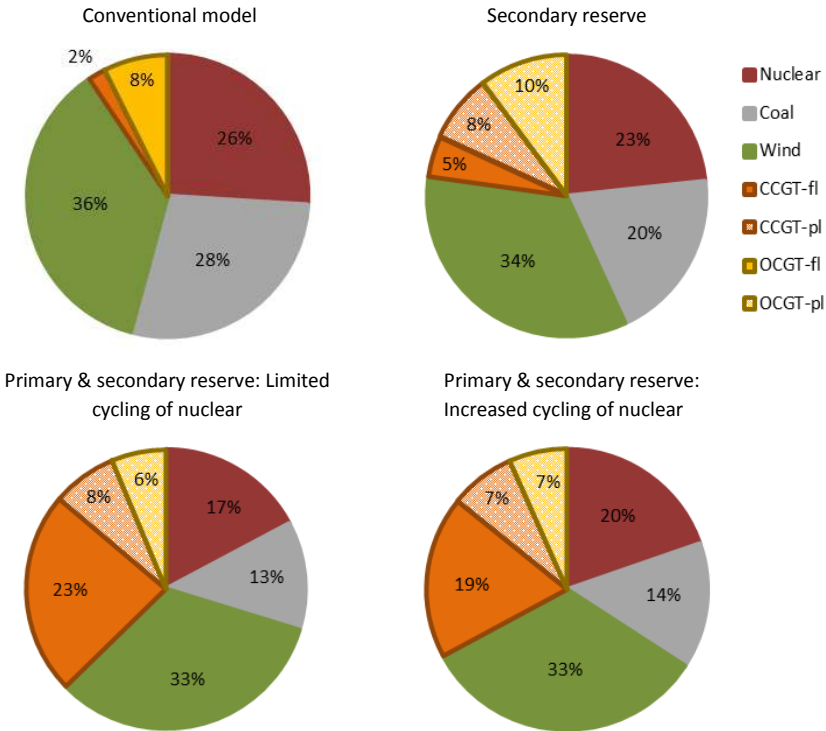 Conventional model
2%
8%
26%
36%
28%
Secondary reserve
10%
8%
5%
23%
34%
20%
Nuclear
Coal
Wind
CCGT-fl
CCGT-pl
OCGT-fl
OCGT-pl
Primary & secondary reserve: Limited
cycling of nuclear
6%
8%
17%
23%
13%
33%
Primary & secondary reserve:
Increased cycling of nuclear
7%
7%
20%
19%
14%
33%